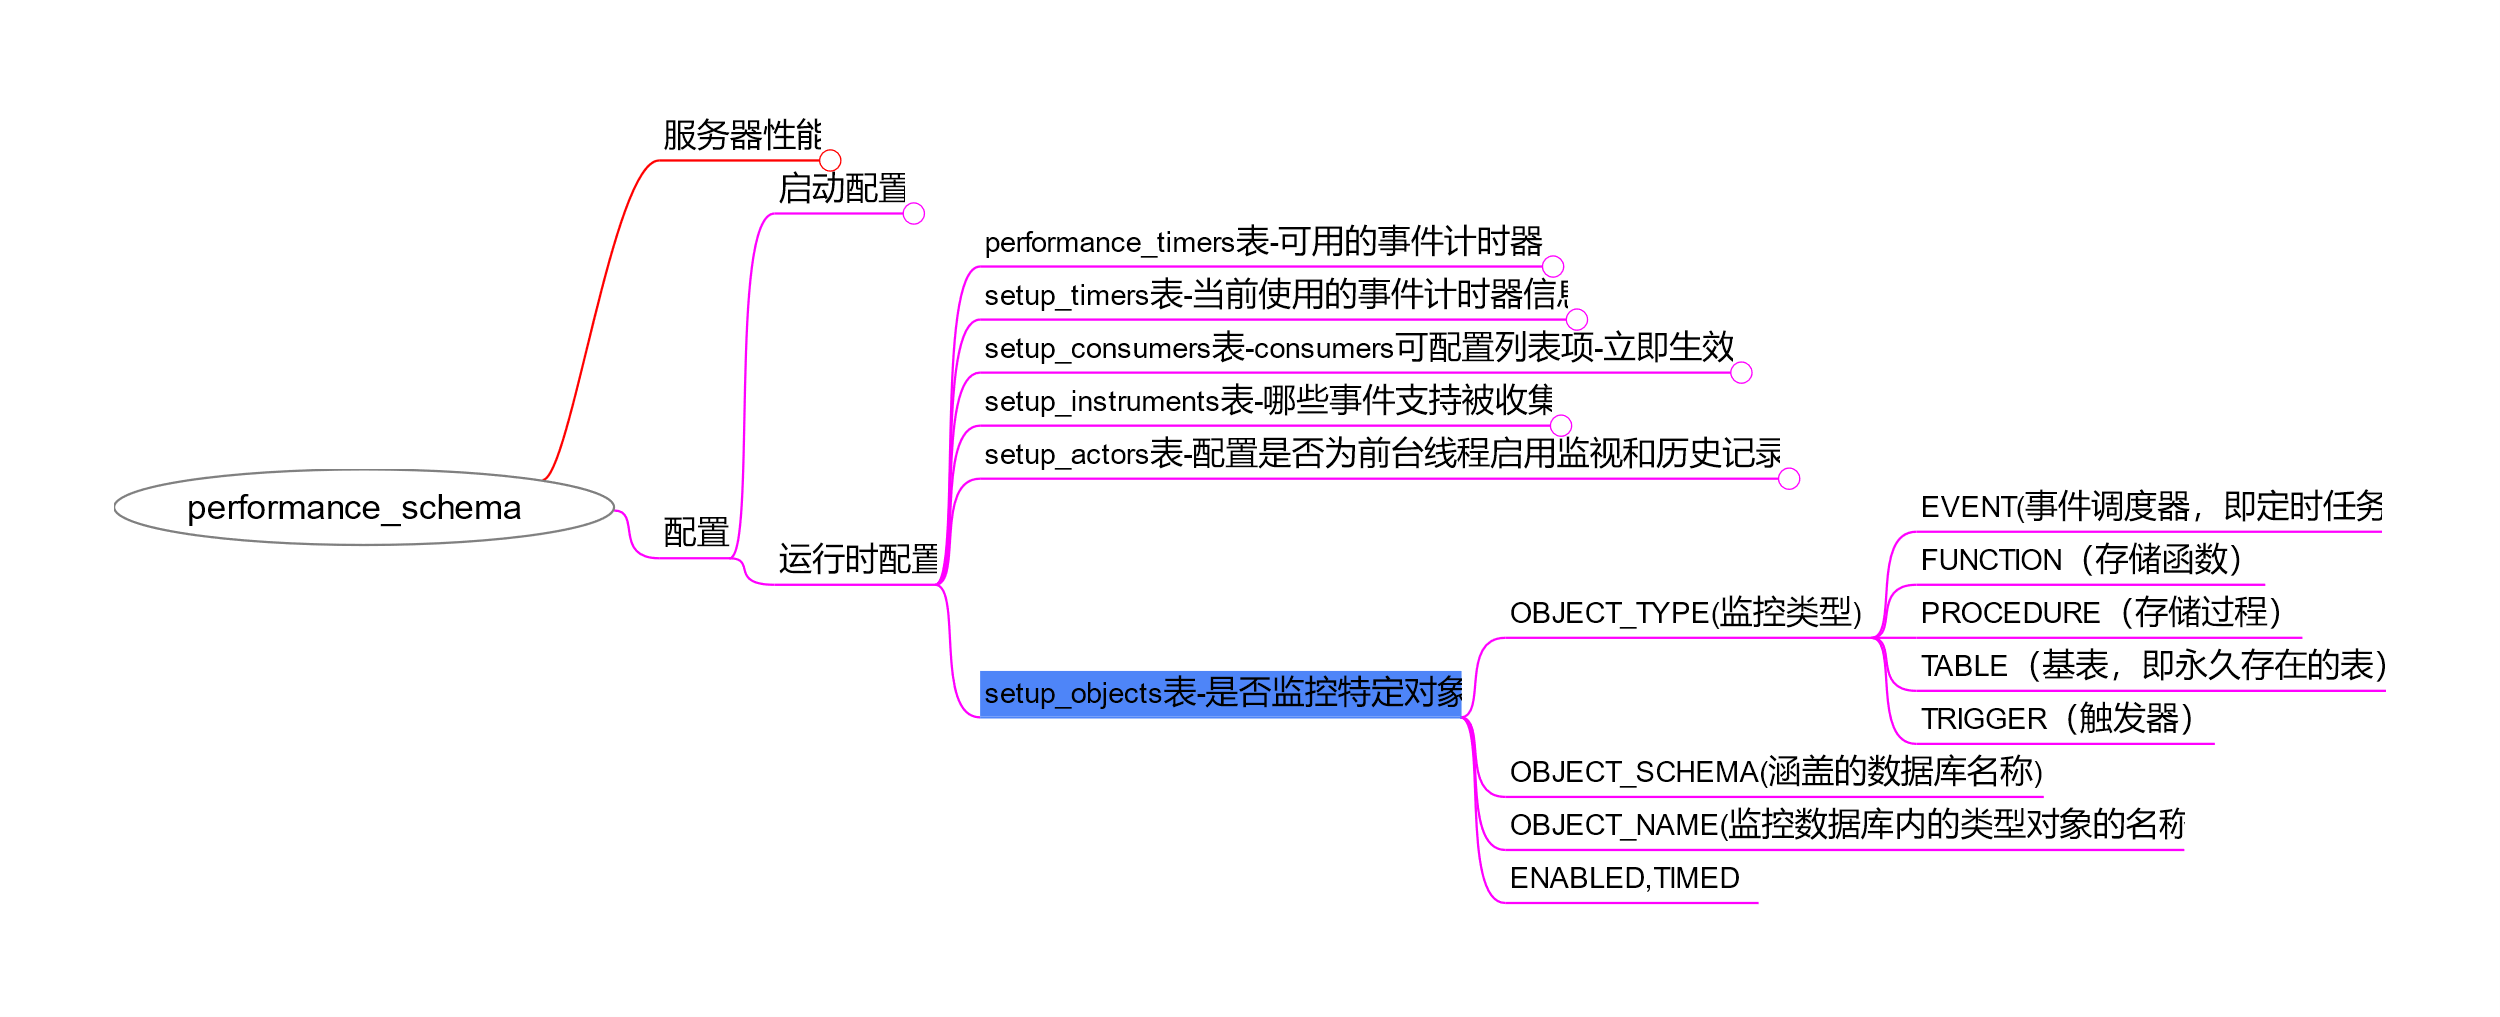 服务器性能
启动配置
performance_timers表-可用的事件计时器
setup_timers表-当前使用的事件计时器信息
setup_consumers表-consumers可配置列表项-立即生效
setup_instruments表-哪些事件支持被收集
setup_actors表-配置是否为前台线程启用监视和历史记录
performance_schema
配置
运行时配置
EVENT(事件调度器，即定时任务
FUNCTION（存储函数）
OBJECT_TYPE(监控类型)
PROCEDURE（存储过程）
TABLE（基表，即永久存在的表）
setup_objects表-是否监控特定对象
TRIGGER（触发器）
OBJECT_SCHEMA(涵盖的数据库名称)
OBJECT_NAME(监控数据库内的类型对象的名称
ENABLED,TIMED